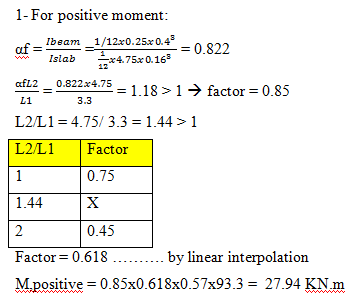 1- For positive moment:
αf = Ibeam/Islab = 1/12x0.25x0.4³ / 1/12x4.75x0.16³ = 0.822
αfL2/L1 = 0.822x4.75/3.3 = 1.18 > 1 → factor = 0.85
L2/L1 = 4.75/ 3.3 = 1.44 > 1
L2/L1 Factor
1 0.75
1.44 X
2 0.45
Factor = 0.618 .......... by linear interpolation
M,positive = 0.85x0.618x0.57x93.3 = 27.94 KN.m